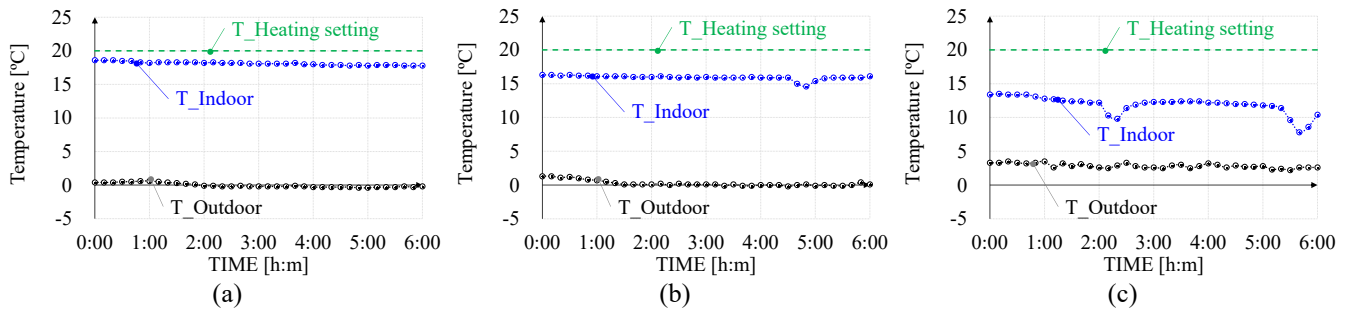 25
T_Heating setting
20
15
T_Indoor
10
5
0
T_Outdoor
-5
0:00 1:00 2:00 3:00 4:00 5:00 6:00
TIME [h:m]
Temperature [ºC]
(a)
25
T_Heating setting
20
15
T_Indoor
10
5
0
T_Outdoor
-5
0:00 1:00 2:00 3:00 4:00 5:00 6:00
TIME [h:m]
Temperature [ºC]
(b)
25
T_Heating setting
20
15
10
T_Indoor
5
0
T_Outdoor
-5
0:00 1:00 2:00 3:00 4:00 5:00 6:00
TIME [h:m]
Temperature [ºC]
(c)